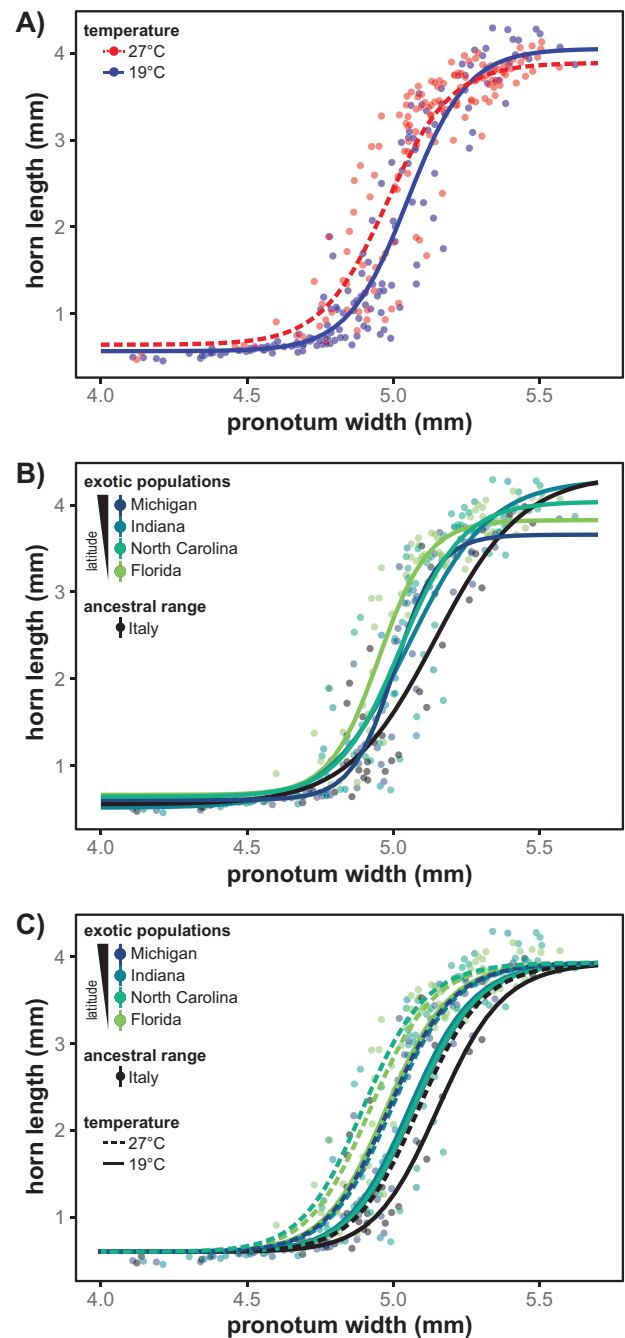 A)
temperature
27°C
19°C
4
3
2
1
horn length (mm)
4.0 4.5 5.0 5.5
pronotum width (mm)
B)
exotic populations
Michigan
Indiana
North Carolina
Florida
latitude
ancestral range
Italy
4
3
2
1
horn length (mm)
4.0 4.5 5.0 5.5
pronotum width (mm)
C)
exotic populations
Michigan
Indiana
North Carolina
Florida
latitude
ancestral range
Italy
temperature
27°C
19°C
4
3
2
1
horn length (mm)
4.0 4.5 5.0 5.5
pronotum width (mm)